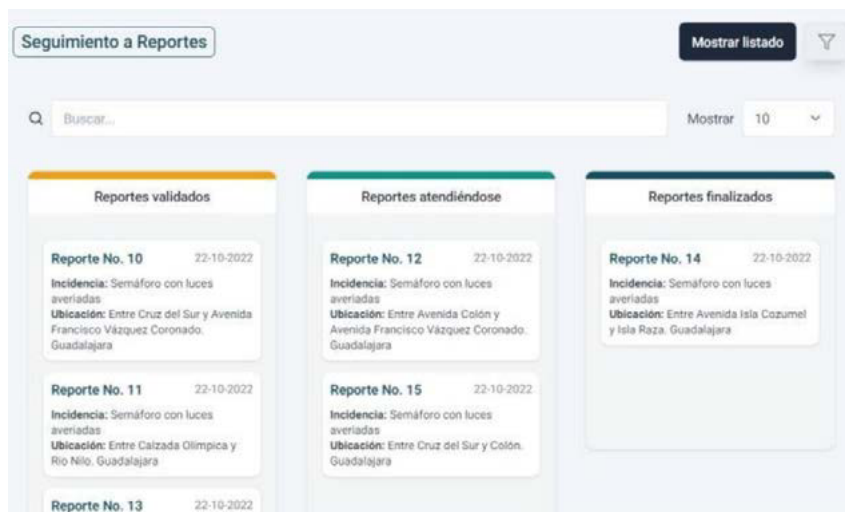 Seguimiento a Reportes
Mostrar listado
Buscar...
Mostrar
10
Reportes validados
Reporte No. 10
22-10-2022
Incidencia: Semáforo con luces
averiadas
Ubicación: Entre Cruz del Sur y Avenida
Francisco Vázquez Coronado.
Guadalajara
Reporte No. 11
22-10-2022
Incidencia: Semáforo con luces
averiadas
Ubicación: Entre Calzada Olímpica y
Rio Nilo. Guadalajara
Reporte No. 13
22-10-2022
Reportes atendiéndose
Reporte No. 12
22-10-2022
Incidencia: Semáforo con luces
averiadas
Ubicación: Entre Avenida Colón y
Avenida Francisco Vázquez Coronado.
Guadalajara
Reporte No. 15
22-10-2022
Incidencia: Semáforo con luces
averiadas
Ubicación: Entre Cruz del Sur y Colón.
Guadalajara
Reportes finalizados
Reporte No. 14
22-10-2022
Incidencia: Semáforo con luces
averiadas
Ubicación: Entre Avenida Isla Cozumel
y Isla Raza. Guadalajara